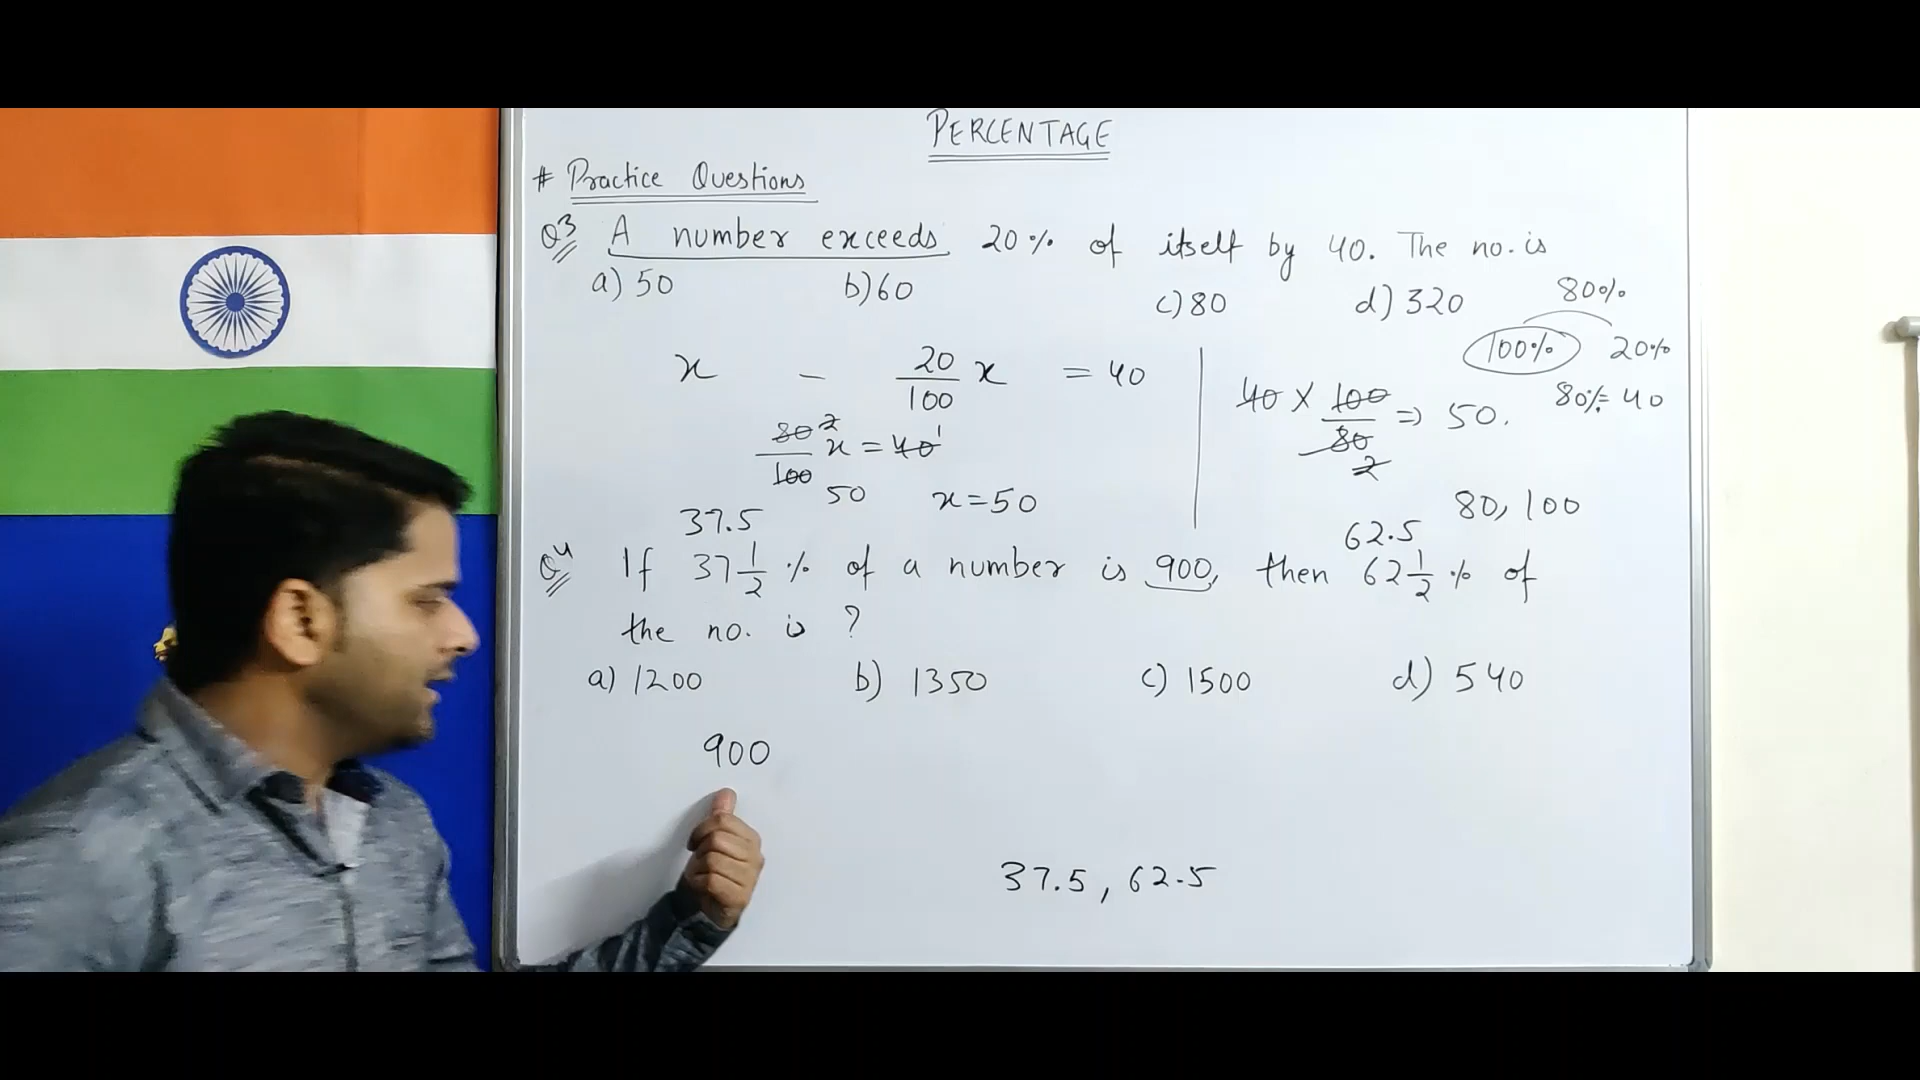 PERCENTAGE
# Practice Questions
Q3 A number exceeds 20% of itself by 40. The no. is
a) 50 b) 60 c) 80 d) 320
80%
100% 20%
80% = 40
x - 20/100 x = 40
40 X 100/80 2 => 50.
80 2/100 50 x = 40 1
x = 50
80, 100
37.5 62.5
Q4 If 37 1/2 % of a number is 900, then 62 1/2 % of
the no. is ?
a) 1200 b) 1350 c) 1500 d) 540
900
37.5, 62.5